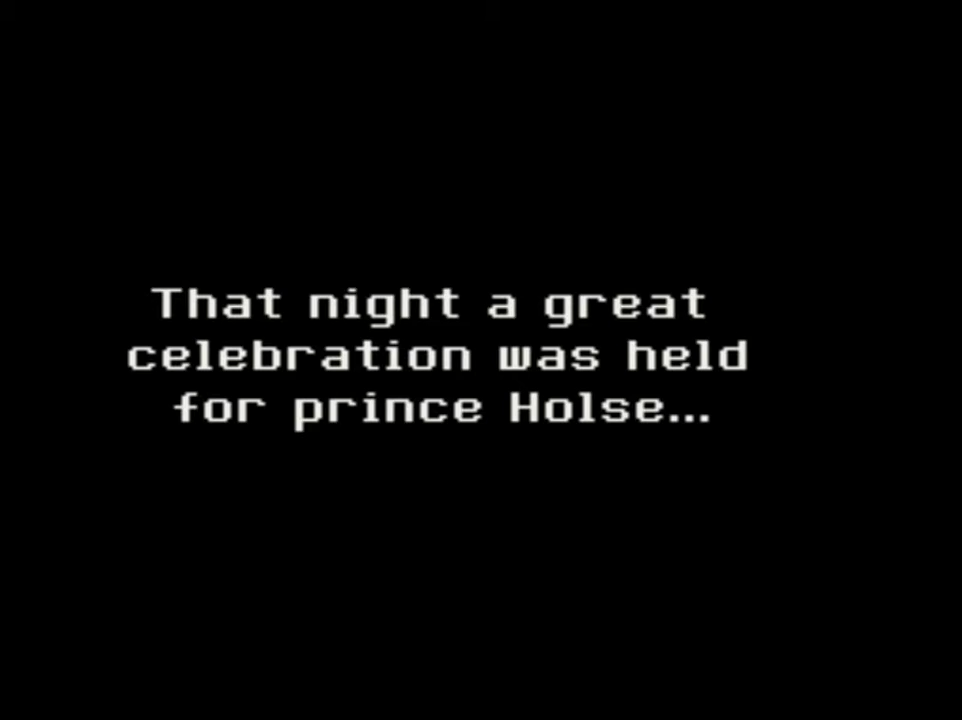 That night a great
celebration was held
for prince Holse...